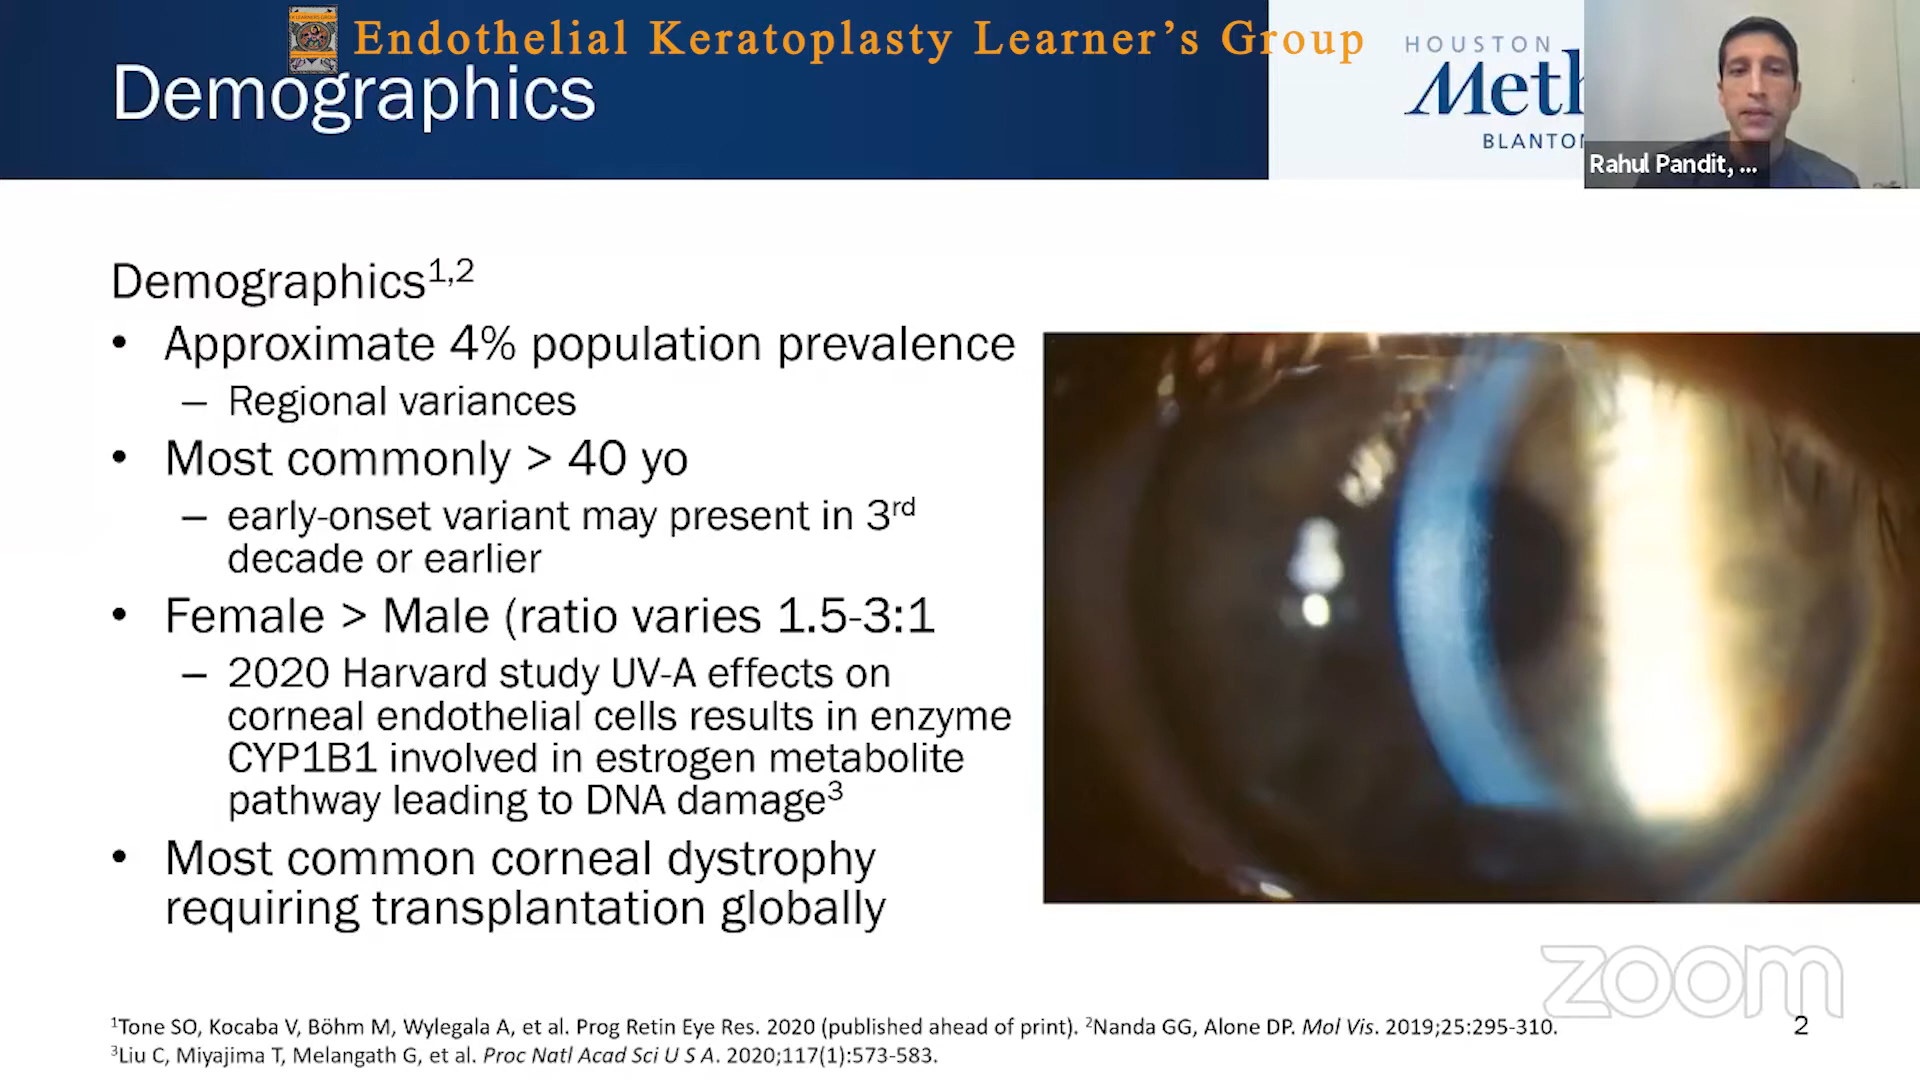 Endothelial Keratoplasty Learner’s Group
Demographics
HOUSTON
BLANTO
Rahul Pandit, ...
Demographics1,2
• Approximate 4% population prevalence
– Regional variances
• Most commonly > 40 yo
– early-onset variant may present in 3rd
decade or earlier
• Female > Male (ratio varies 1.5-3:1
– 2020 Harvard study UV-A effects on
corneal endothelial cells results in enzyme
CYP1B1 involved in estrogen metabolite
pathway leading to DNA damage3
• Most common corneal dystrophy
requiring transplantation globally
zoom
1Tone SO, Kocaba V, Böhm M, Wylegala A, et al. Prog Retin Eye Res. 2020 (published ahead of print). 2Nanda GG, Alone DP. Mol Vis. 2019;25:295-310.
3Liu C, Miyajima T, Melangath G, et al. Proc Natl Acad Sci U S A. 2020;117(1):573-583.
2